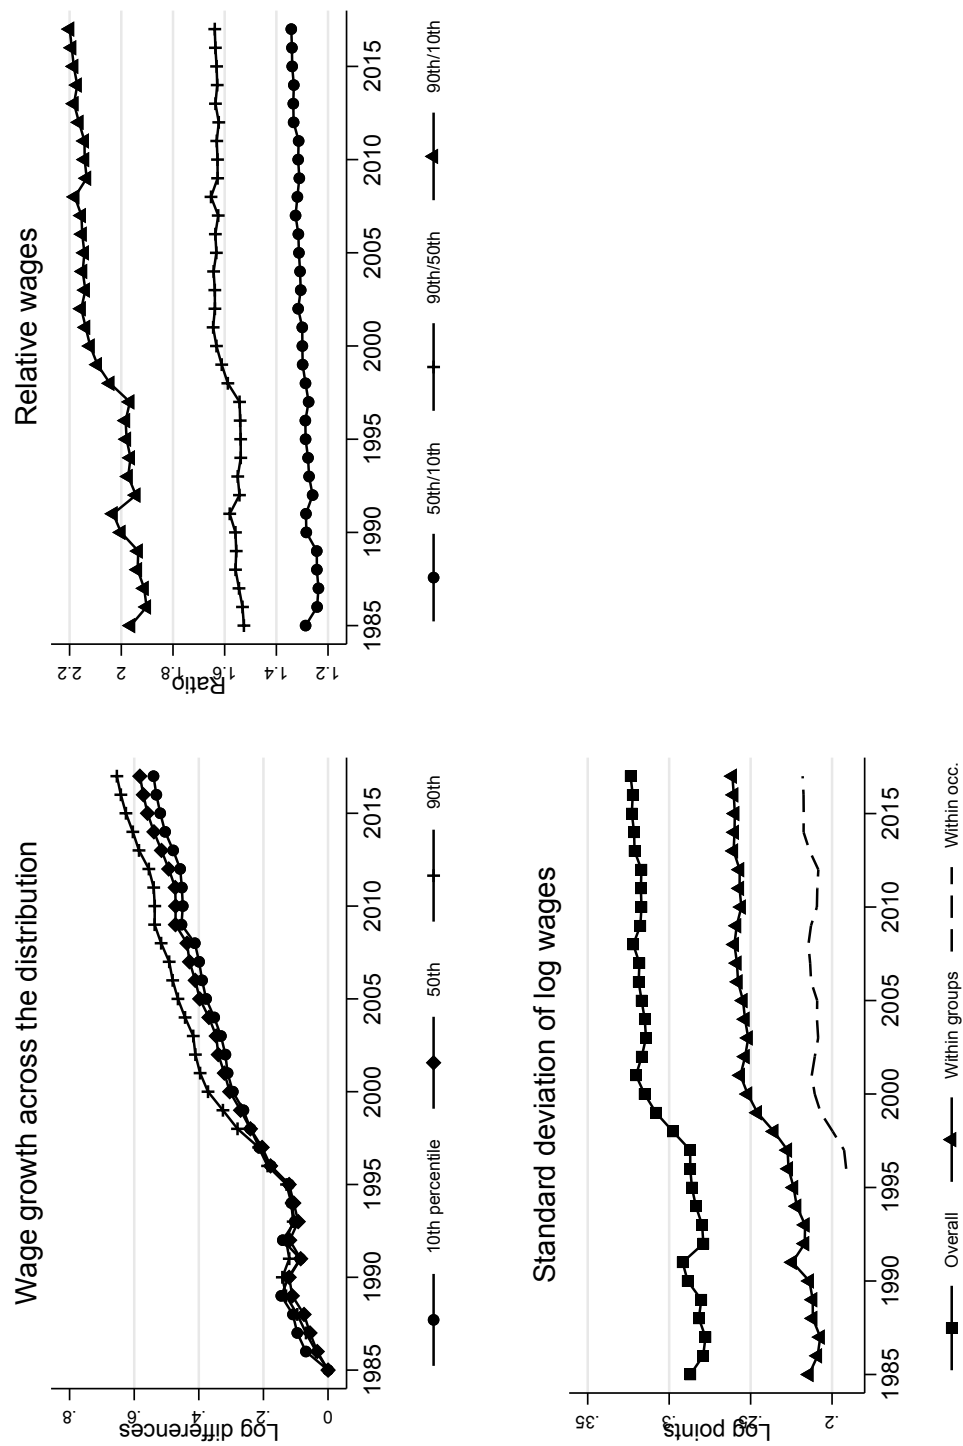 Wage growth across the distribution
Log differences
.8
.6
.4
.2
0
1985 1990 1995 2000 2005 2010 2015
10th percentile 50th 90th
Relative wages
Ratio
2.2
2
1.8
1.6
1.4
1.2
1985 1990 1995 2000 2005 2010 2015
50th/10th 90th/50th 90th/10th
Standard deviation of log wages
Log points
.35
.3
.25
.2
1985 1990 1995 2000 2005 2010 2015
Overall Within groups Within occ.